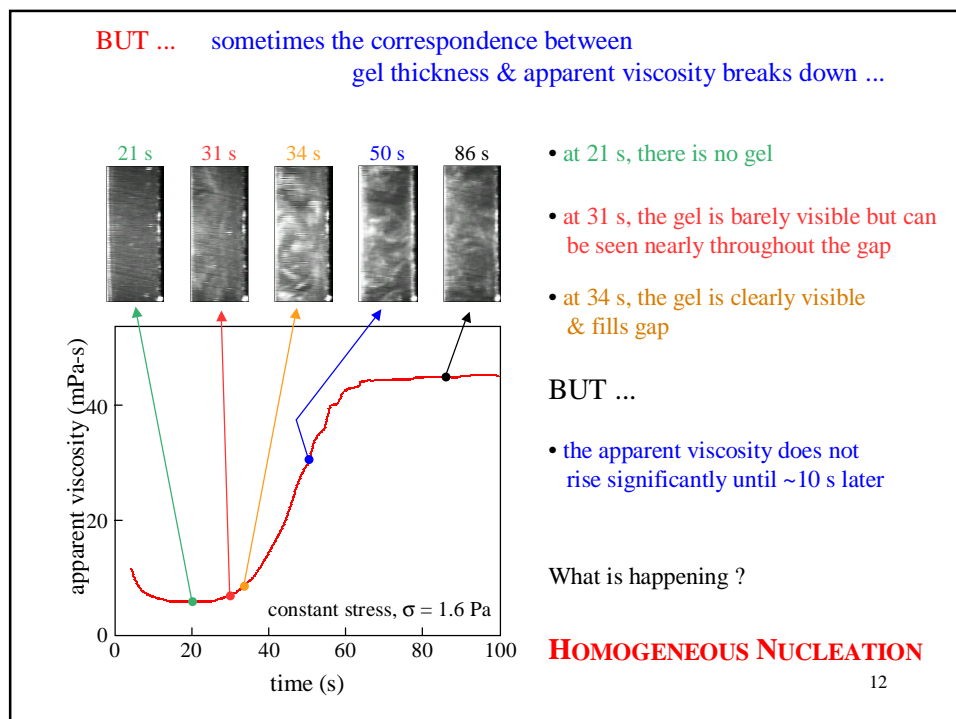 BUT ... sometimes the correspondence between
gel thickness & apparent viscosity breaks down ...
21 s 31 s 34 s 50 s 86 s
• at 21 s, there is no gel
• at 31 s, the gel is barely visible but can
be seen nearly throughout the gap
• at 34 s, the gel is clearly visible
& fills gap
BUT ...
• the apparent viscosity does not
rise significantly until ~10 s later
What is happening ?
HOMOGENEOUS NUCLEATION
apparent viscosity (mPa-s)
40
20
0
constant stress, σ = 1.6 Pa
0 20 40 60 80 100
time (s)
12